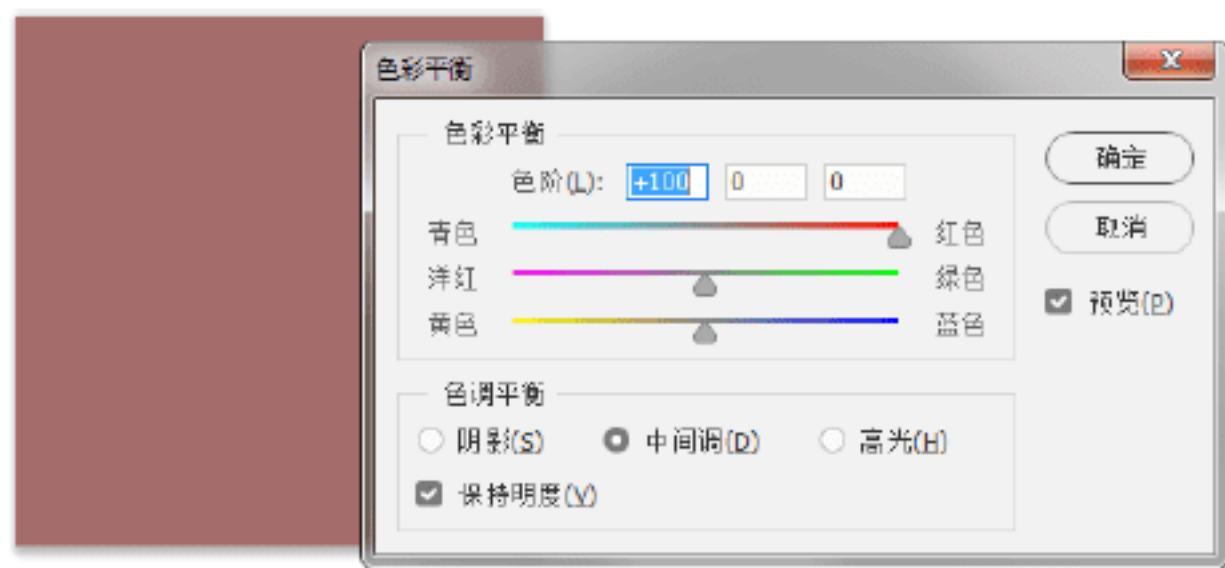 色彩平衡
色彩平衡
色阶(L): +100 0 0
青色 红色
洋红 绿色
黄色 蓝色
色调平衡
阴影(S) 中间调(D) 高光(H)
保持明度(V)
确定
取消
预览(P)